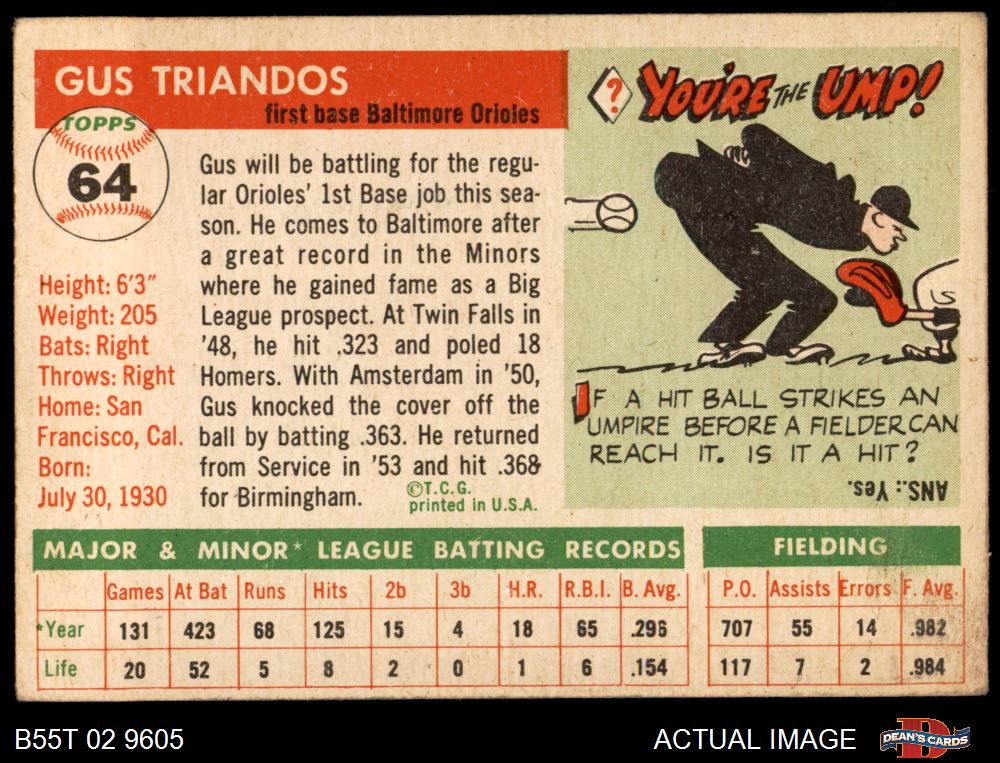 GUS TRIANDOS
first base Baltimore Orioles
TOPPS
64
Gus will be battling for the regu-
lar Orioles' 1st Base job this sea-
son. He comes to Baltimore after
a great record in the Minors
where he gained fame as a Big
League prospect. At Twin Falls in
'48, he hit .323 and poled 18
Homers. With Amsterdam in '50,
Gus knocked the cover off the
ball by batting .363. He returned
from Service in '53 and hit .368
for Birmingham.
©T.C.G.
printed in U.S.A.
Height: 6'3"
Weight: 205
Bats: Right
Throws: Right
Home: San
Francisco, Cal.
Born:
July 30, 1930
? YOU'RE THE UMP!
IF A HIT BALL STRIKES AN
UMPIRE BEFORE A FIELDER CAN
REACH IT. IS IT A HIT?
ANS.: Yes.
MAJOR & MINOR* LEAGUE BATTING RECORDS FIELDING
Games At Bat Runs Hits 2b 3b H.R. R.B.I. B. Avg. P.O. Assists Errors F. Avg.
*Year 131 423 68 125 15 4 18 65 .296 707 55 14 .982
Life 20 52 5 8 2 0 1 6 .154 117 7 2 .984
B55T 02 9605 ACTUAL IMAGE DEAN'S CARDS